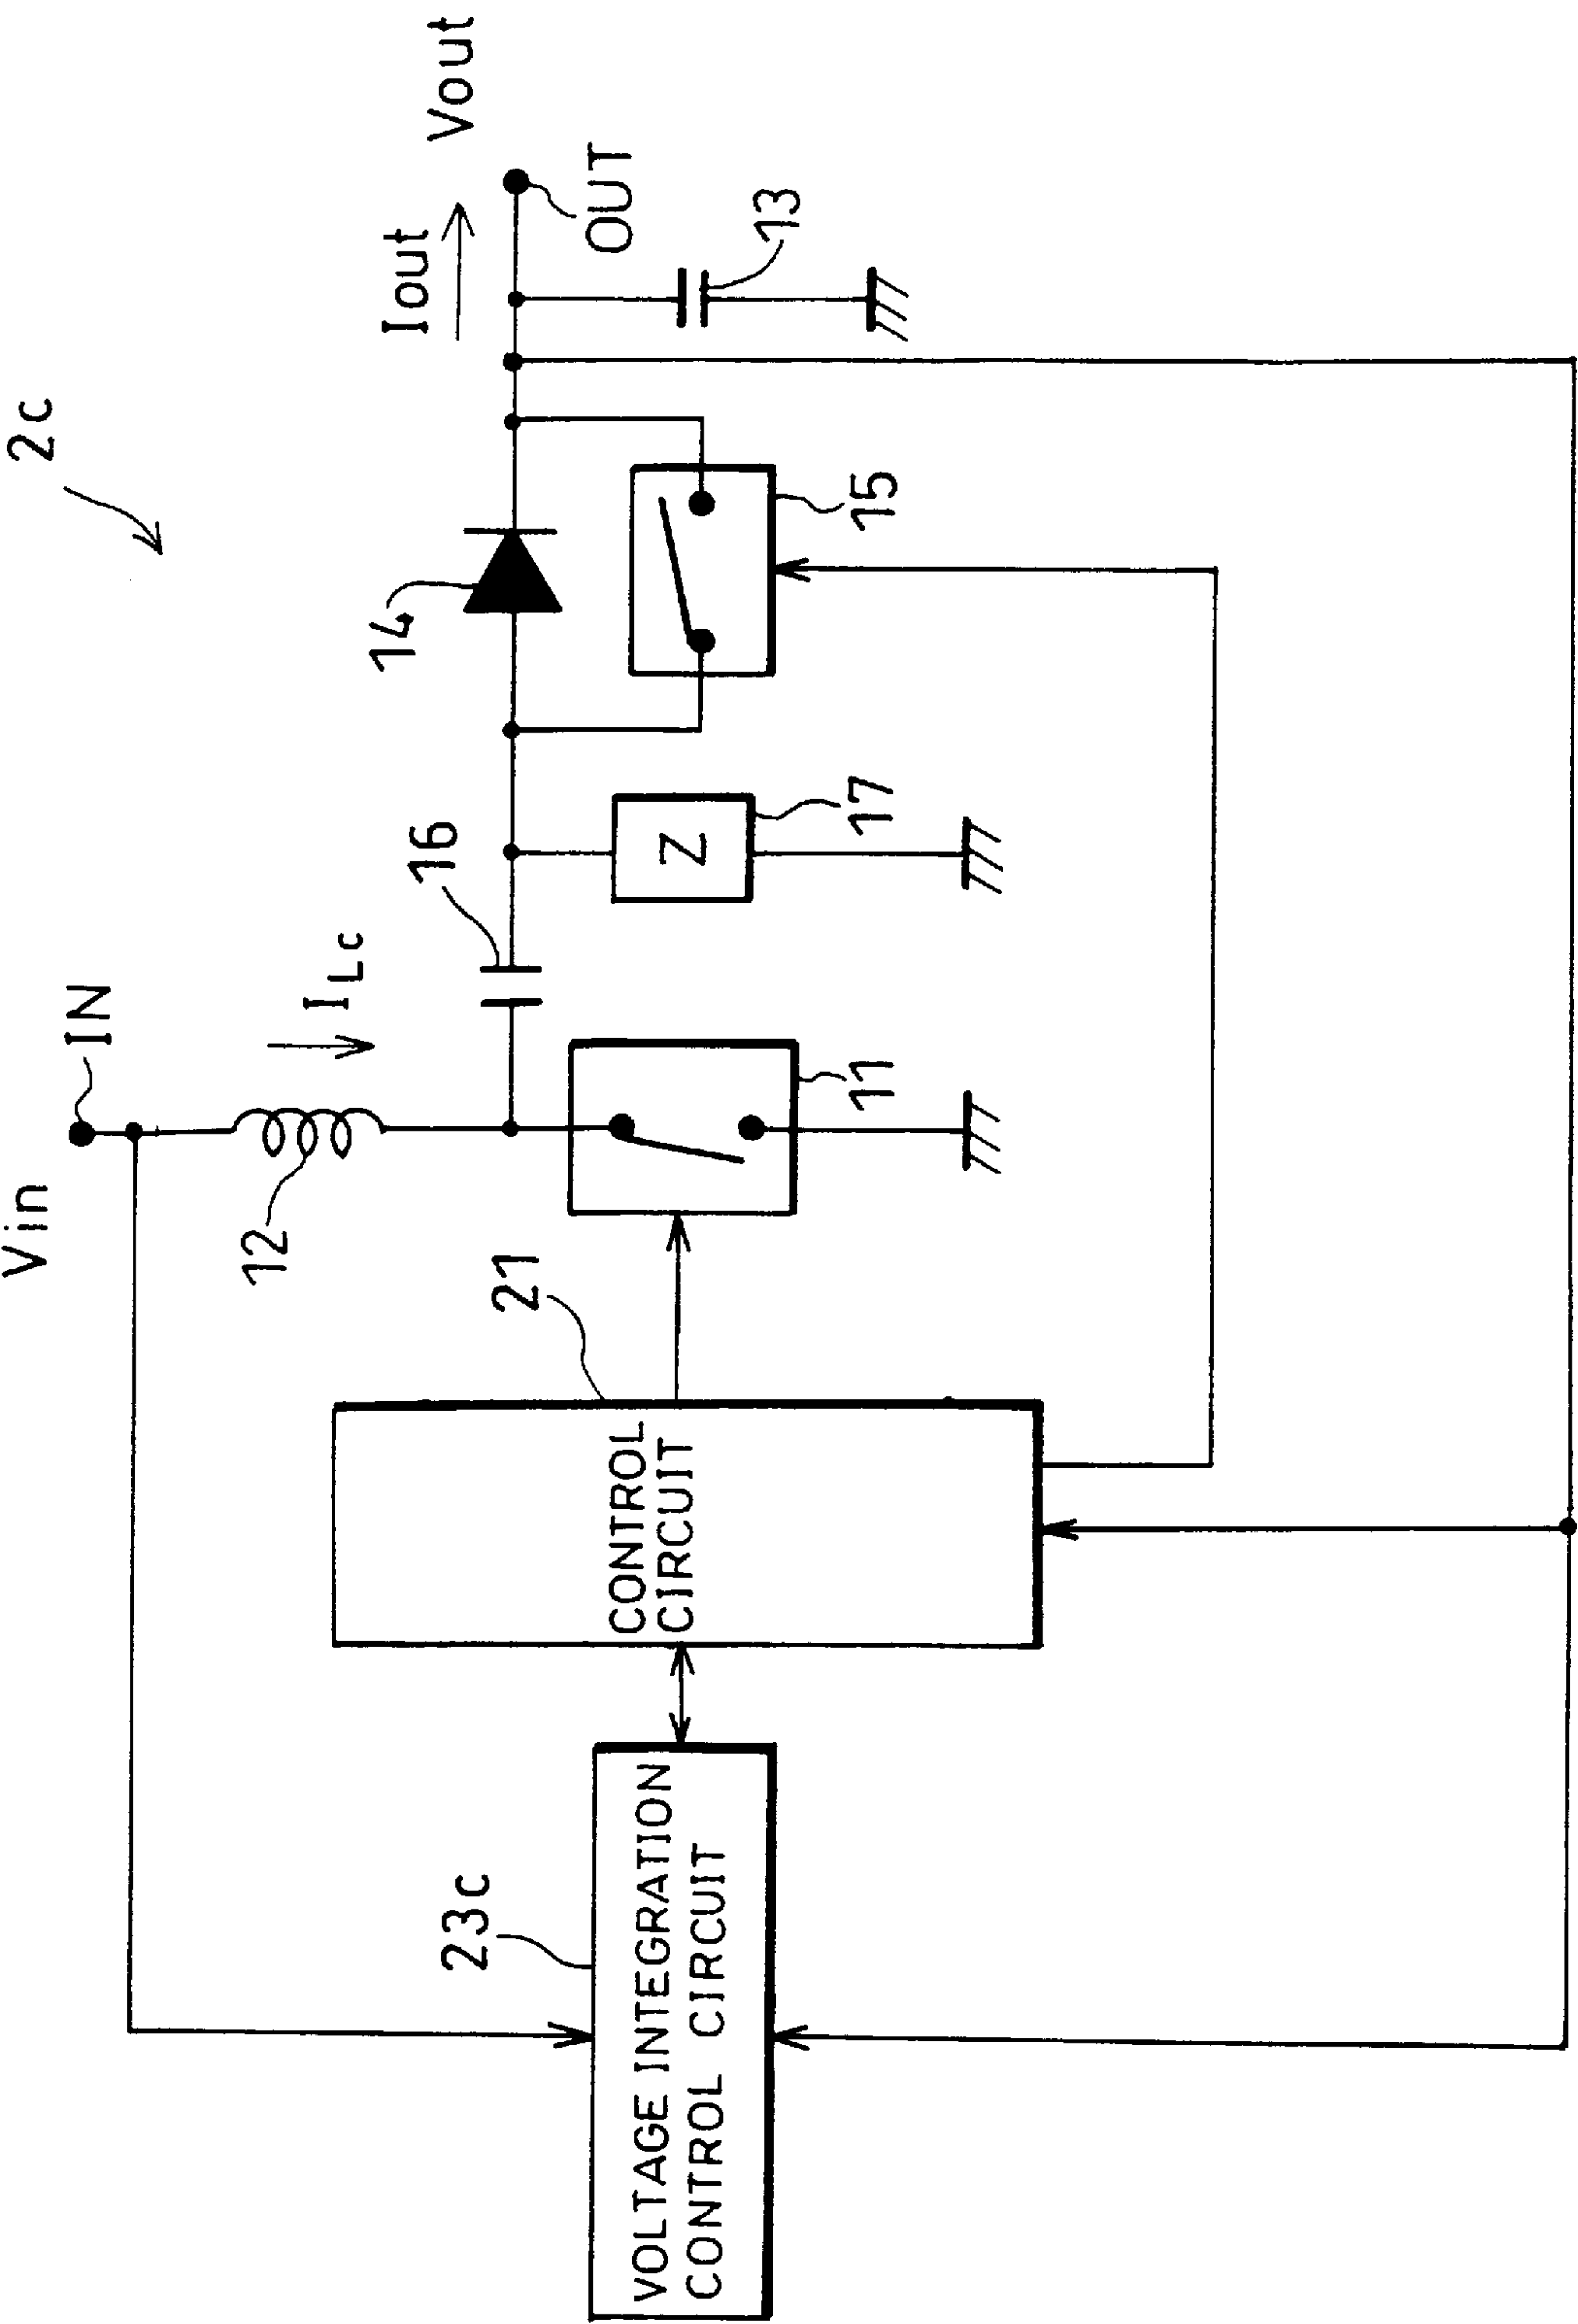 2c
Vin
IN
12
I Lc
16
14
Iout
Vout
OUT
13
15
17
Z
11
21
CONTROL
CIRCUIT
23c
VOLTAGE INTEGRATION
CONTROL CIRCUIT